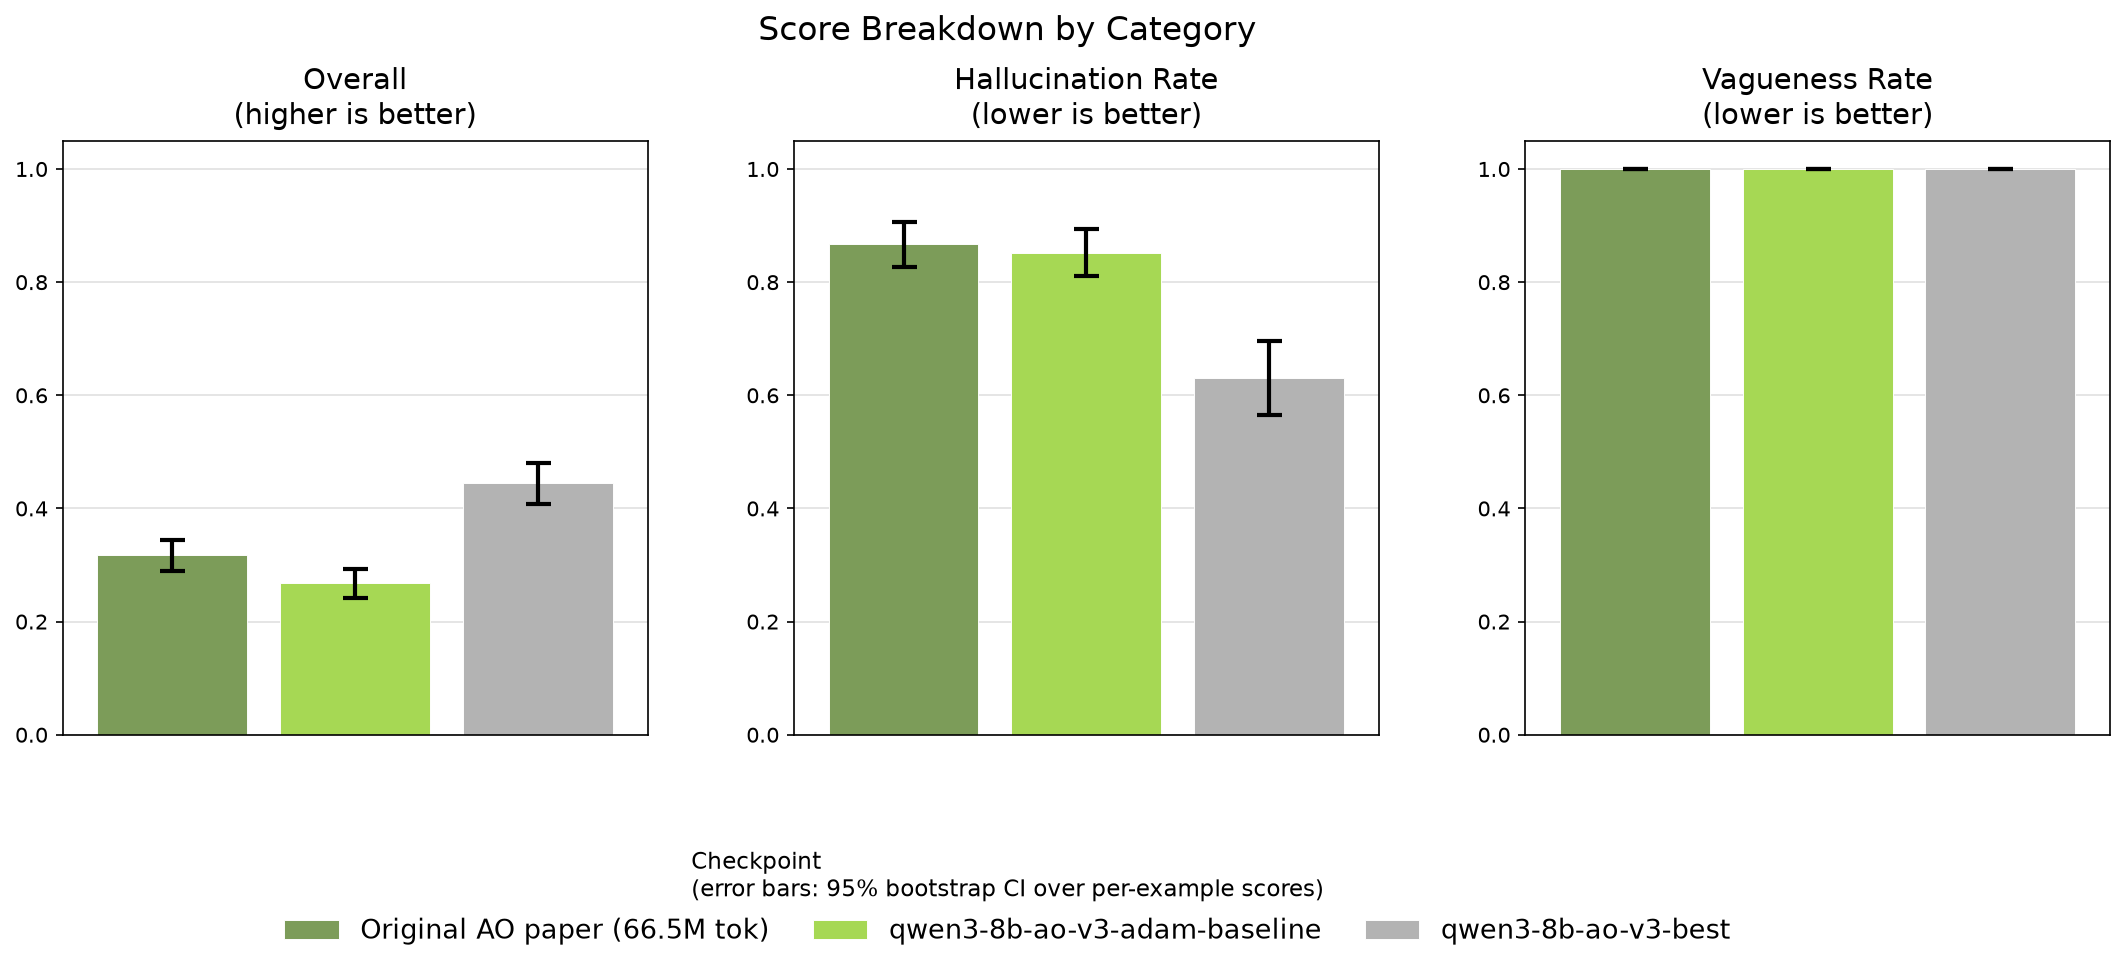 Score Breakdown by Category
Overall
(higher is better)
1.0
0.8
0.6
0.4
0.2
0.0
Hallucination Rate
(lower is better)
1.0
0.8
0.6
0.4
0.2
0.0
Vagueness Rate
(lower is better)
1.0
0.8
0.6
0.4
0.2
0.0
Checkpoint
(error bars: 95% bootstrap CI over per-example scores)
Original AO paper (66.5M tok)
qwen3-8b-ao-v3-adam-baseline
qwen3-8b-ao-v3-best